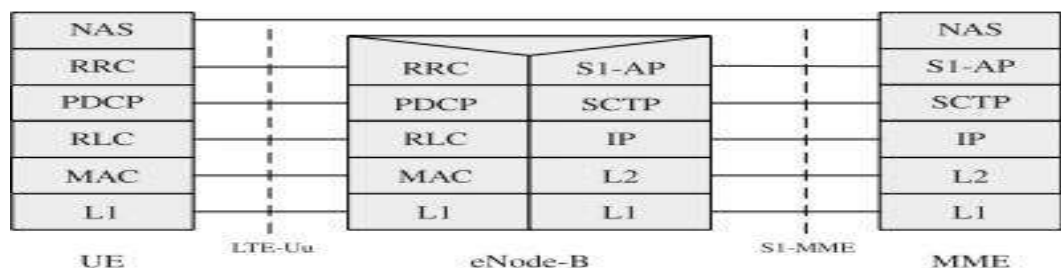 NAS NAS
RRC RRC S1-AP S1-AP
PDCP PDCP SCTP SCTP
RLC RLC IP IP
MAC MAC L2 L2
L1 L1 L1 L1
LTE-Uu S1-MME
UE eNode-B MME